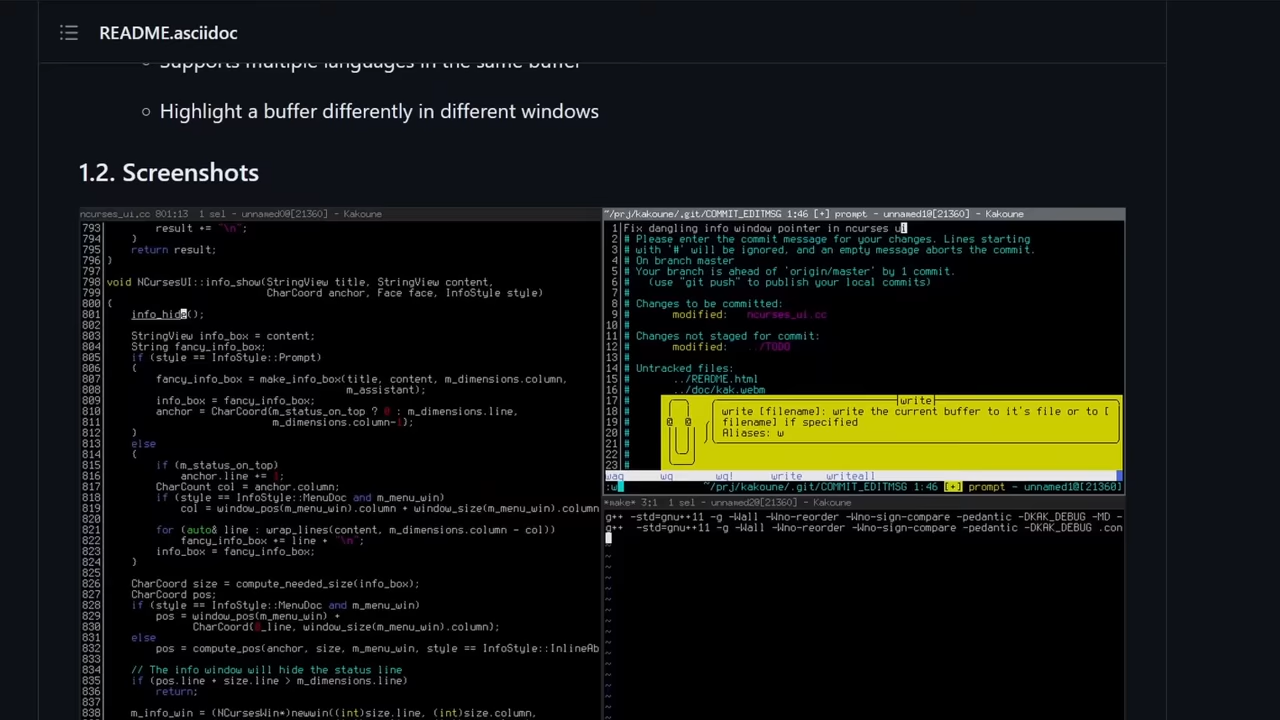 README.asciidoc
Supports multiple languages in the same buffer
Highlight a buffer differently in different windows
1.2. Screenshots
ncurses_ui.cc 801:13  1 sel - unnamed0@[21360] - Kakoune
793         result += "\n";
794     }
795     return result;
796 }
797
798 void NCursesUI::info_show(StringView title, StringView content,
799                           CharCoord anchor, Face face, InfoStyle style)
800 {
801     info_hide();
802
803     StringView info_box = content;
804     String fancy_info_box;
805     if (style == InfoStyle::Prompt)
806     {
807         fancy_info_box = make_info_box(title, content, m_dimensions.column,
808                                        m_assistant);
809         info_box = fancy_info_box;
810         anchor = CharCoord(m_status_on_top ? 0 : m_dimensions.line,
811                            m_dimensions.column-1);
812     }
813     else
814     {
815         if (m_status_on_top)
816             anchor.line += 1;
817         CharCount col = anchor.column;
818         if (style == InfoStyle::MenuDoc and m_menu_win)
819             col = window_pos(m_menu_win).column + window_size(m_menu_win).column
820
821         for (auto& line : wrap_lines(content, m_dimensions.column - col))
822             fancy_info_box += line + "\n";
823         info_box = fancy_info_box;
824     }
825
826     CharCoord size = compute_needed_size(info_box);
827     CharCoord pos;
828     if (style == InfoStyle::MenuDoc and m_menu_win)
829         pos = window_pos(m_menu_win) +
830               CharCoord(0_line, window_size(m_menu_win).column);
831     else
832         pos = compute_pos(anchor, size, m_menu_win, style == InfoStyle::InlineAb
833
834     // The info window will hide the status line
835     if (pos.line + size.line > m_dimensions.line)
836         return;
837
838     m_info_win = (NCursesWin*)newwin((int)size.line, (int)size.column,
~/prj/kakoune/.git/COMMIT_EDITMSG 1:46 [+] prompt - unnamed1@[21360] - Kakoune
1 Fix dangling info window pointer in ncurses ui
2 # Please enter the commit message for your changes. Lines starting
3 # with '#' will be ignored, and an empty message aborts the commit.
4 # On branch master
5 # Your branch is ahead of 'origin/master' by 1 commit.
6 #   (use "git push" to publish your local commits)
7 #
8 # Changes to be committed:
9 #       modified:   ncurses_ui.cc
10 #
11 # Changes not staged for commit:
12 #       modified:   ../TODO
13 #
14 # Untracked files:
15 #       ../README.html
16 #       ../doc/kak.webm
17 #
18 #
19 #
20 #
21 #
22 #
23 #
write
write [filename]: write the current buffer to it's file or to [
filename] if specified
Aliases: w
waq wq wq! write writeall
:w ~/prj/kakoune/.git/COMMIT_EDITMSG 1:46 [+] prompt - unnamed1@[21360]
*make* 3:1  1 sel - unnamed2@[21360] - Kakoune
g++  -std=gnu++11 -g -Wall -Wno-reorder -Wno-sign-compare -pedantic -DKAK_DEBUG -MD -
g++  -std=gnu++11 -g -Wall -Wno-reorder -Wno-sign-compare -pedantic -DKAK_DEBUG .con